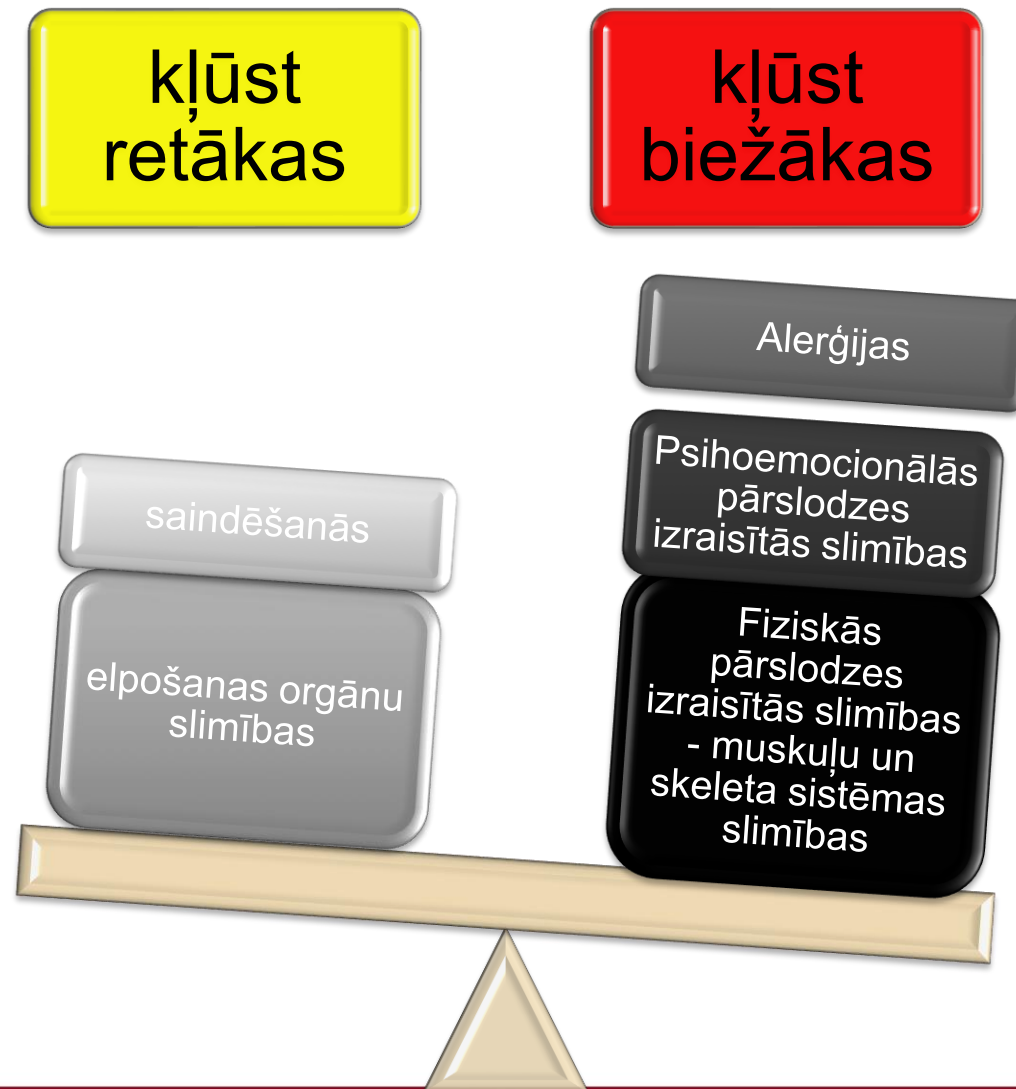 kļūst
retākas
kļūst
biežākas
saindēšanās
elpošanas orgānu
slimības
Alerģijas
Psihoemocionālās
pārslodzes
izraisītās slimības
Fiziskās
pārslodzes
izraisītās slimības
- muskuļu un
skeleta sistēmas
slimības